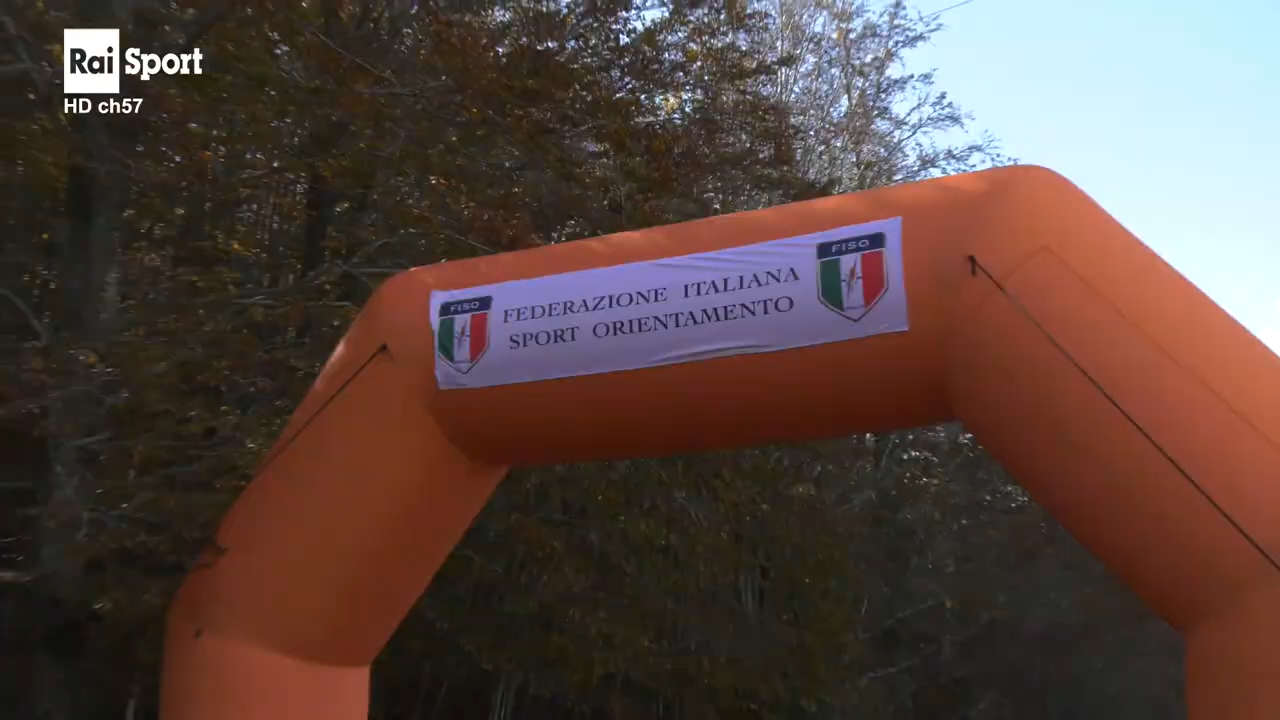 Rai Sport
HD ch57
FISO
FEDERAZIONE ITALIANA
SPORT ORIENTAMENTO
FISO